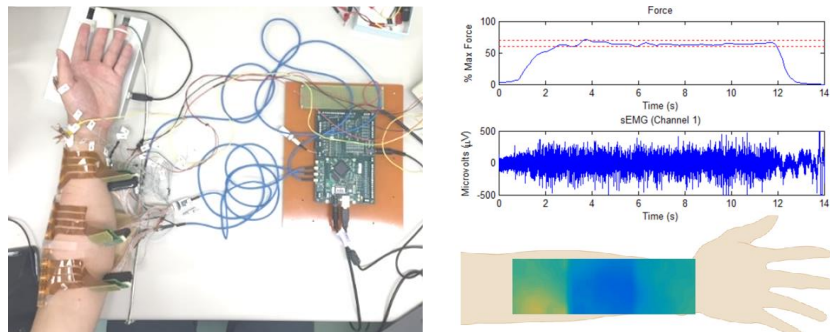 Force
% Max Force
100
50
0
0 2 4 6 8 10 12 14
Time (s)
sEMG (Channel 1)
Microvolts (μV)
500
0
-500
0 2 4 6 8 10 12 14
Time (s)